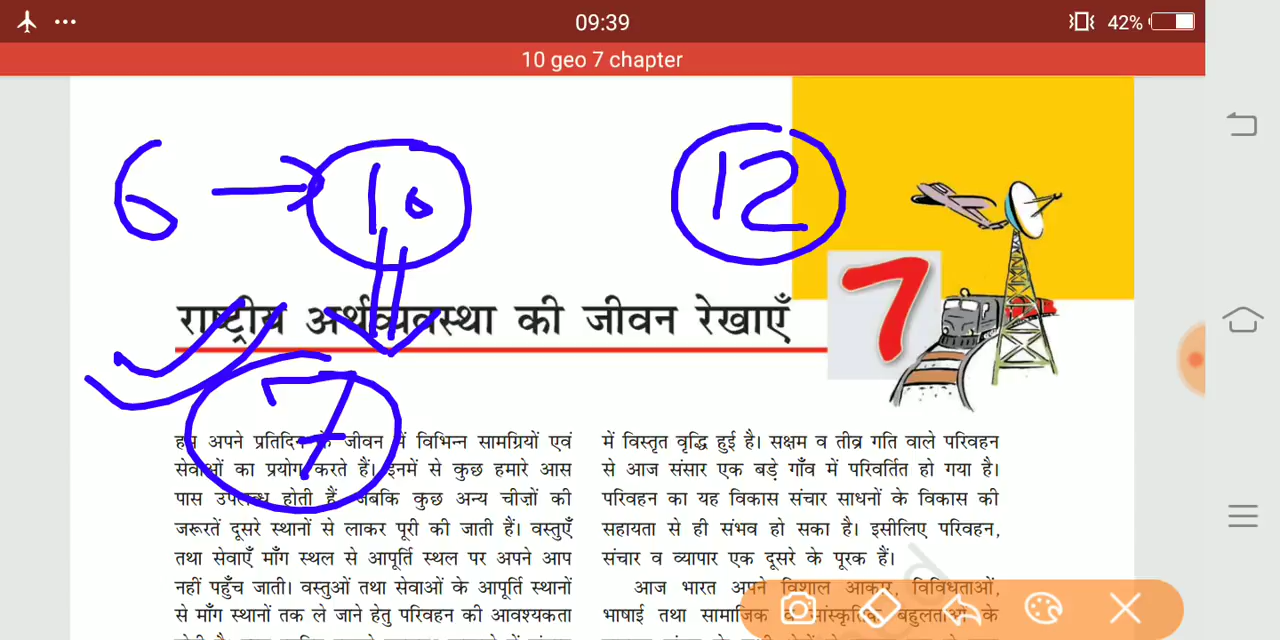 09:39
42%
10 geo 7 chapter
6 → 10
12
7
राष्ट्रीय अर्थव्यवस्था की जीवन रेखाएँ
7
हम अपने प्रतिदिन के जीवन में विभिन्न सामग्रियों एवं
सेवाओं का प्रयोग करते हैं। इनमें से कुछ हमारे आस
पास उपलब्ध होती हैं जबकि कुछ अन्य चीज़ों की
जरूरतें दूसरे स्थानों से लाकर पूरी की जाती हैं। वस्तुएँ
तथा सेवाएँ माँग स्थल से आपूर्ति स्थल पर अपने आप
नहीं पहुँच जाती। वस्तुओं तथा सेवाओं के आपूर्ति स्थानों
से माँग स्थानों तक ले जाने हेतु परिवहन की आवश्यकता
में विस्तृत वृद्धि हुई है। सक्षम व तीव्र गति वाले परिवहन
से आज संसार एक बड़े गाँव में परिवर्तित हो गया है।
परिवहन का यह विकास संचार साधनों के विकास की
सहायता से ही संभव हो सका है। इसीलिए परिवहन,
संचार व व्यापार एक दूसरे के पूरक हैं।
आज भारत अपने विशाल आकार, विविधताओं,
भाषाई तथा सामाजिक व सांस्कृतिक बहुलताओं के